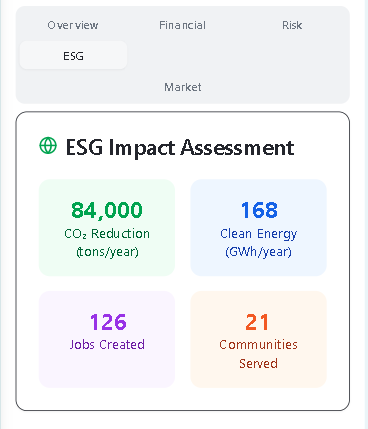 Overview Financial Risk
ESG
Market
ESG Impact Assessment
84,000 168
CO₂ Reduction Clean Energy
(tons/year) (GWh/year)
126 21
Jobs Created Communities
Served